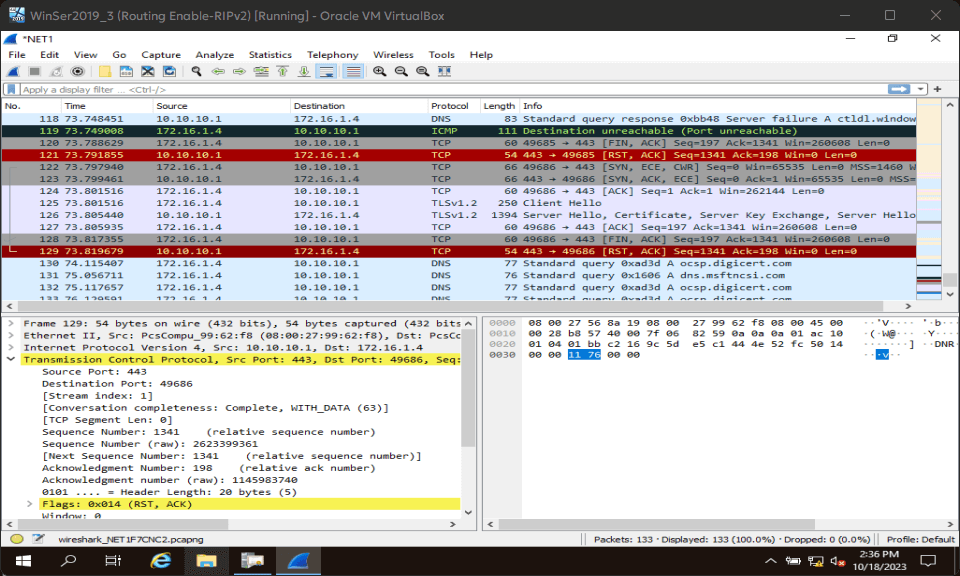 WinSer2019_3 (Routing Enable-RIPv2) [Running] - Oracle VM VirtualBox
*NET1
File Edit View Go Capture Analyze Statistics Telephony Wireless Tools Help
Apply a display filter ... <Ctrl-/>
No. Time Source Destination Protocol Length Info
118 73.748451 10.10.10.1 172.16.1.4 DNS 83 Standard query response 0xbb48 Server failure A ctldl.window
119 73.749008 172.16.1.4 10.10.10.1 ICMP 111 Destination unreachable (Port unreachable)
120 73.788629 172.16.1.4 10.10.10.1 TCP 60 49685 → 443 [FIN, ACK] Seq=197 Ack=1341 Win=260608 Len=0
121 73.791855 10.10.10.1 172.16.1.4 TCP 54 443 → 49685 [RST, ACK] Seq=1341 Ack=198 Win=0 Len=0
122 73.797940 172.16.1.4 10.10.10.1 TCP 66 49686 → 443 [SYN, ECE, CWR] Seq=0 Win=65535 Len=0 MSS=1460 W
123 73.799461 10.10.10.1 172.16.1.4 TCP 66 443 → 49686 [SYN, ACK, ECE] Seq=0 Ack=1 Win=65535 Len=0 MSS=
124 73.801516 172.16.1.4 10.10.10.1 TCP 60 49686 → 443 [ACK] Seq=1 Ack=1 Win=262144 Len=0
125 73.801516 172.16.1.4 10.10.10.1 TLSv1.2 250 Client Hello
126 73.805440 10.10.10.1 172.16.1.4 TLSv1.2 1394 Server Hello, Certificate, Server Key Exchange, Server Hello
127 73.805935 172.16.1.4 10.10.10.1 TCP 60 49686 → 443 [ACK] Seq=197 Ack=1341 Win=260608 Len=0
128 73.817355 172.16.1.4 10.10.10.1 TCP 60 49686 → 443 [FIN, ACK] Seq=197 Ack=1341 Win=260608 Len=0
129 73.819679 10.10.10.1 172.16.1.4 TCP 54 443 → 49686 [RST, ACK] Seq=1341 Ack=198 Win=0 Len=0
130 74.115407 172.16.1.4 10.10.10.1 DNS 77 Standard query 0xad3d A ocsp.digicert.com
131 75.056711 172.16.1.4 10.10.10.1 DNS 76 Standard query 0x1606 A dns.msftncsi.com
132 75.117657 172.16.1.4 10.10.10.1 DNS 77 Standard query 0xad3d A ocsp.digicert.com
133 76.129501 172.16.1.4 10.10.10.1 DNS 77 Standard query 0xad3d A ocsp.digicert.com
Frame 129: 54 bytes on wire (432 bits), 54 bytes captured (432 bits
Ethernet II, Src: PcsCompu_99:62:f8 (08:00:27:99:62:f8), Dst: PcsCo
Internet Protocol Version 4, Src: 10.10.10.1, Dst: 172.16.1.4
Transmission Control Protocol, Src Port: 443, Dst Port: 49686, Seq:
Source Port: 443
Destination Port: 49686
[Stream index: 1]
[Conversation completeness: Complete, WITH_DATA (63)]
[TCP Segment Len: 0]
Sequence Number: 1341 (relative sequence number)
Sequence Number (raw): 2623399361
[Next Sequence Number: 1341 (relative sequence number)]
Acknowledgment Number: 198 (relative ack number)
Acknowledgment number (raw): 1145983740
0101 .... = Header Length: 20 bytes (5)
Flags: 0x014 (RST, ACK)
Window: 0
0000 08 00 27 56 8a 19 08 00 27 99 62 f8 08 00 45 00 ··'V···· '·b···E·
0010 00 28 b8 57 40 00 7f 06 82 59 0a 0a 0a 01 ac 10 ·(·W@··· ·Y······
0020 01 04 01 bb c2 16 9c 5d e5 c1 44 4e 52 fc 50 14 ·······] ··DNR·P·
0030 00 00 11 76 00 00 ···v··
wireshark_NET1F7CNC2.pcapng
Packets: 133 · Displayed: 133 (100.0%) · Dropped: 0 (0.0%)
Profile: Default
2:36 PM
10/18/2023